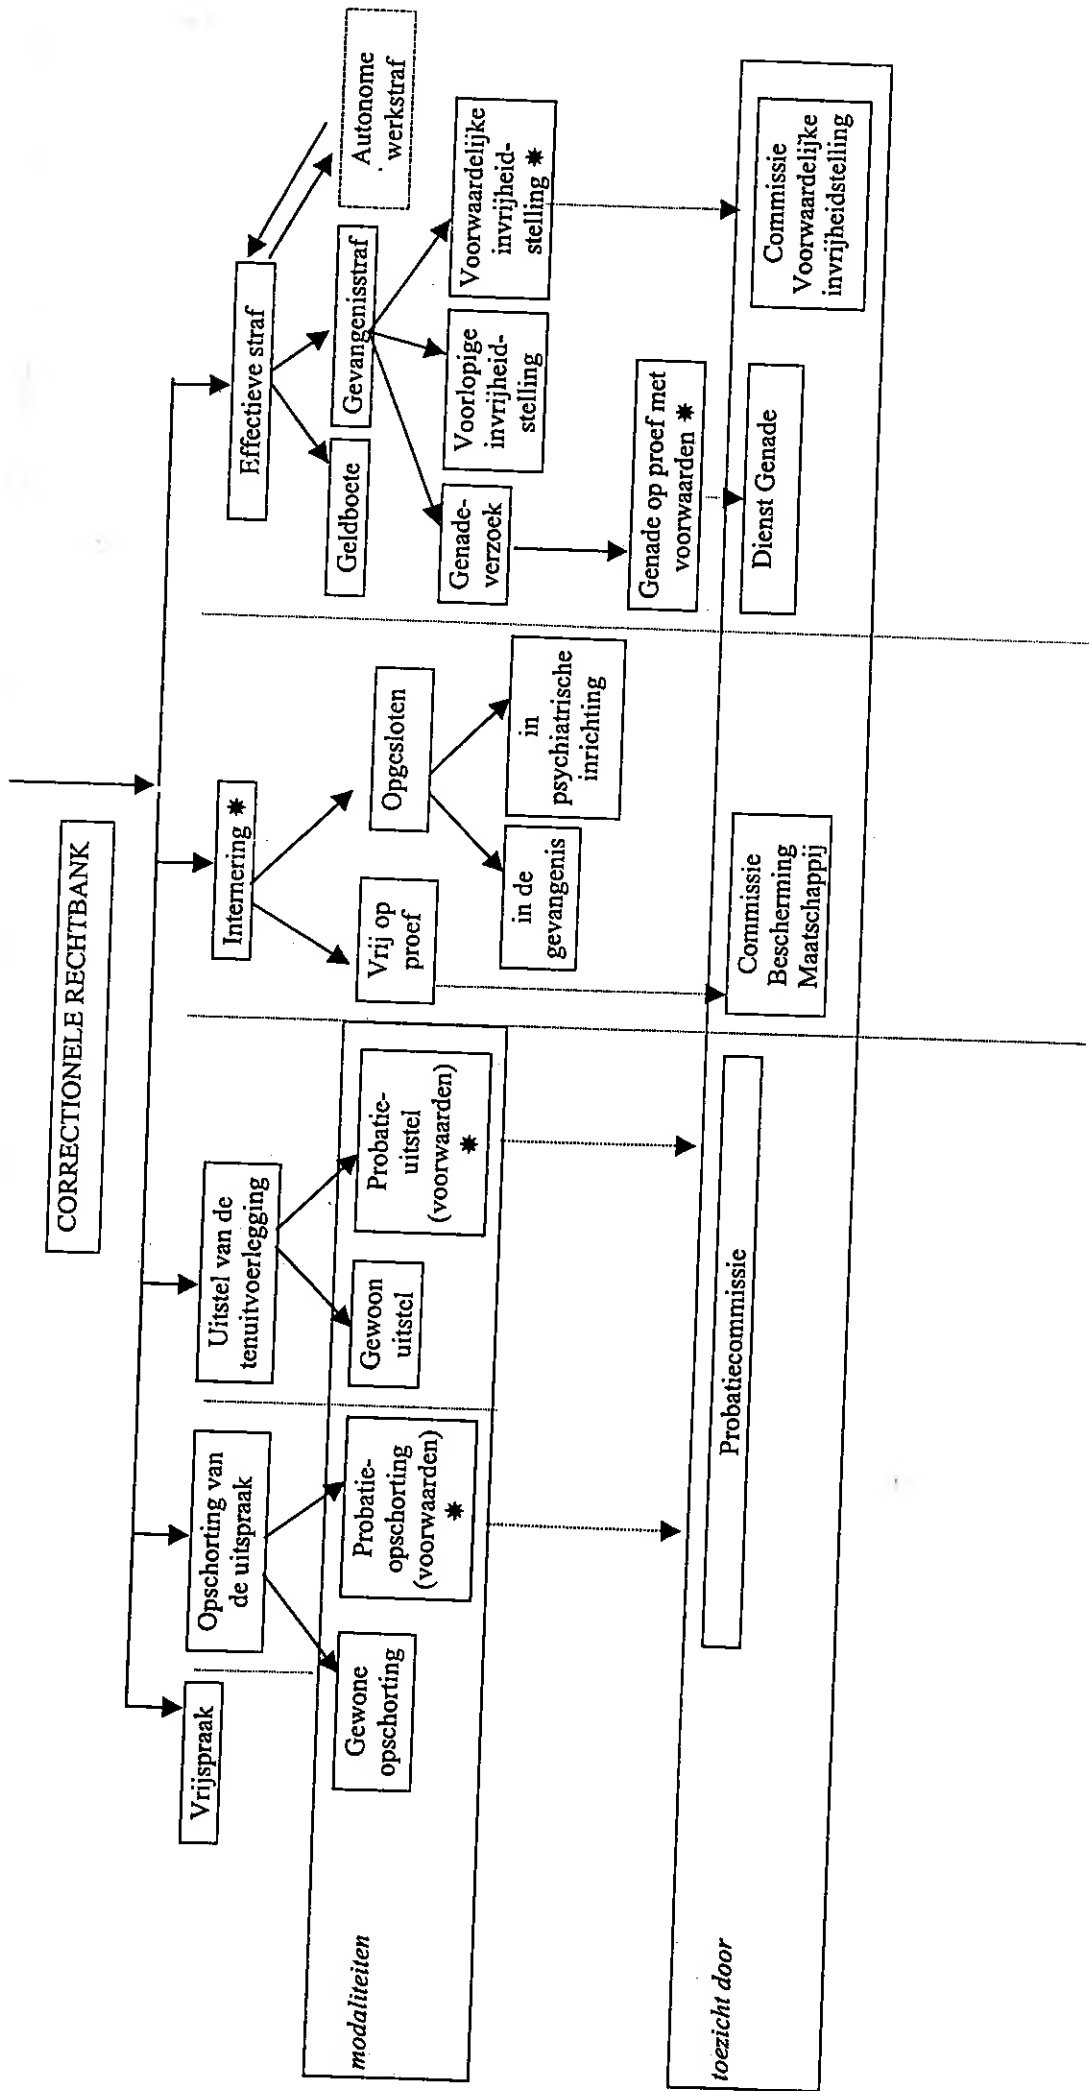 CORRECTIONELE RECHTBANK
Vrijspraak
Opschorting van
de uitspraak
Uitstel van de
tenuitvoerlegging
Internering ✱
Effectieve straf
modaliteiten
Gewone
opschorting
Probatie-
opschorting
(voorwaarden)
✱
Gewoon
uitstel
Probatie-
uitstel
(voorwaarden)
✱
Vrij op
proef
Opgesloten
Geldboete
Gevangenisstraf
Autonome
werkstraf
in de
gevangenis
in
psychiatrische
inrichting
Genade-
verzoek
Voorlopige
invrijheid-
stelling
Voorwaardelijke
invrijheid-
stelling ✱
Genade op proef met
voorwaarden ✱
toezicht door
Probatiecommissie
Commissie
Bescherming
Maatschappij
Dienst Genade
Commissie
Voorwaardelijke
invrijheidstelling